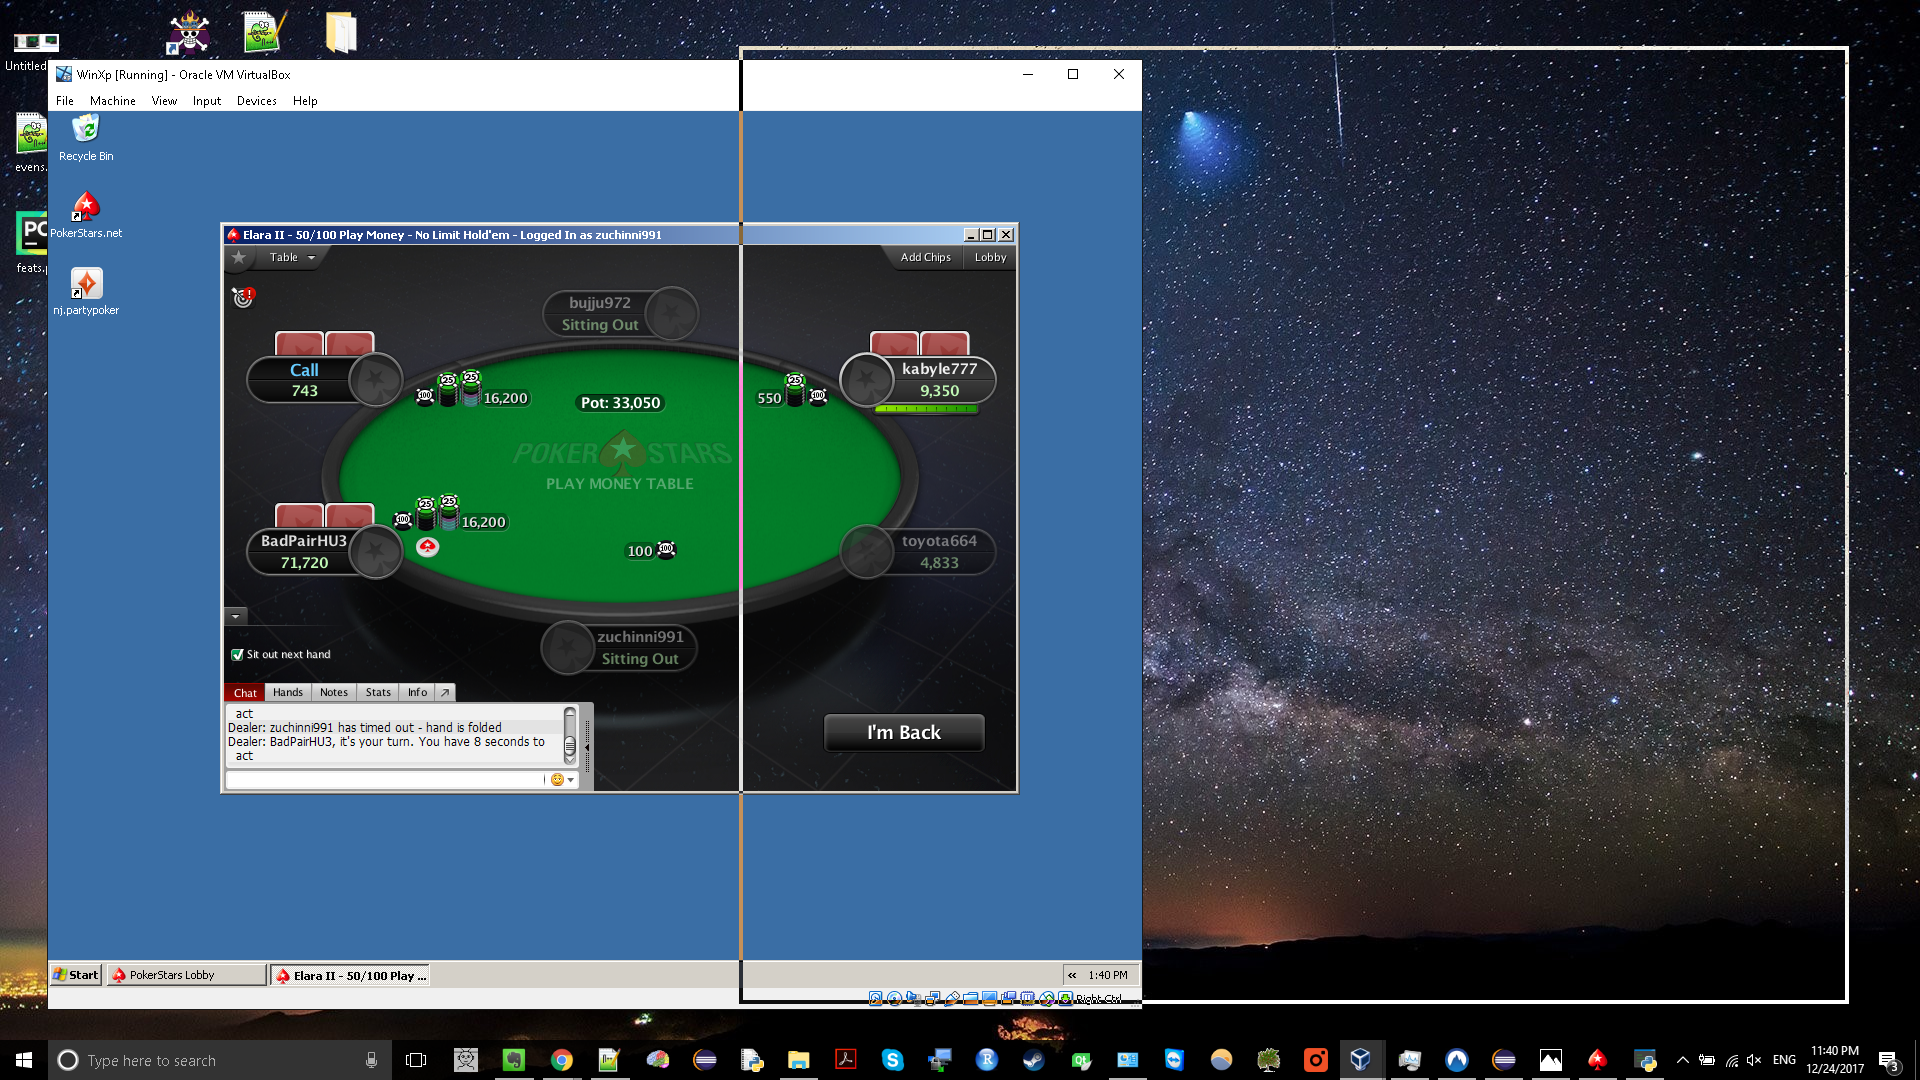 Untitled
WinXp [Running] - Oracle VM VirtualBox
File Machine View Input Devices Help
Recycle Bin
evens.
PokerStars.net
PC
feats.p
nj.partypoker
Elara II - 50/100 Play Money - No Limit Hold'em - Logged In as zuchinni991
Table
Add Chips
Lobby
bujju972
Sitting Out
Call
743
kabyle777
9,350
16,200
Pot: 33,050
550
POKER STARS
PLAY MONEY TABLE
BadPairHU3
71,720
16,200
100
toyota664
4,833
zuchinni991
Sitting Out
Sit out next hand
Chat Hands Notes Stats Info
act
Dealer: zuchinni991 has timed out - hand is folded
Dealer: BadPairHU3, it's your turn. You have 8 seconds to
act
I'm Back
Start
PokerStars Lobby
Elara II - 50/100 Play ...
1:40 PM
Right Ctrl
Type here to search
ENG
11:40 PM
12/24/2017
3